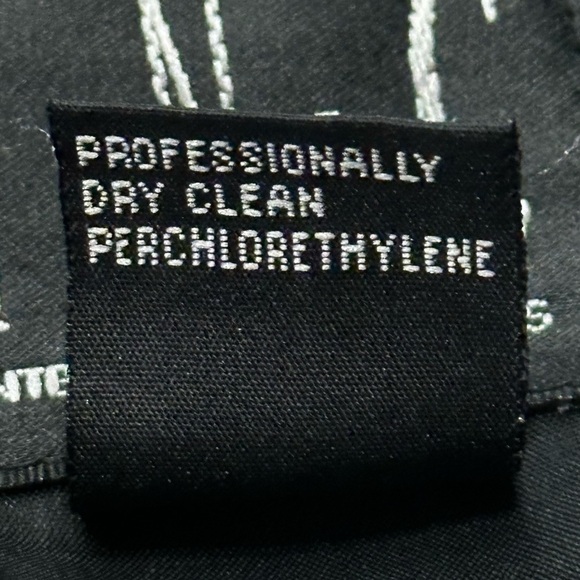 PROFESSIONALLY
DRY CLEAN
PERCHLORETHYLENE